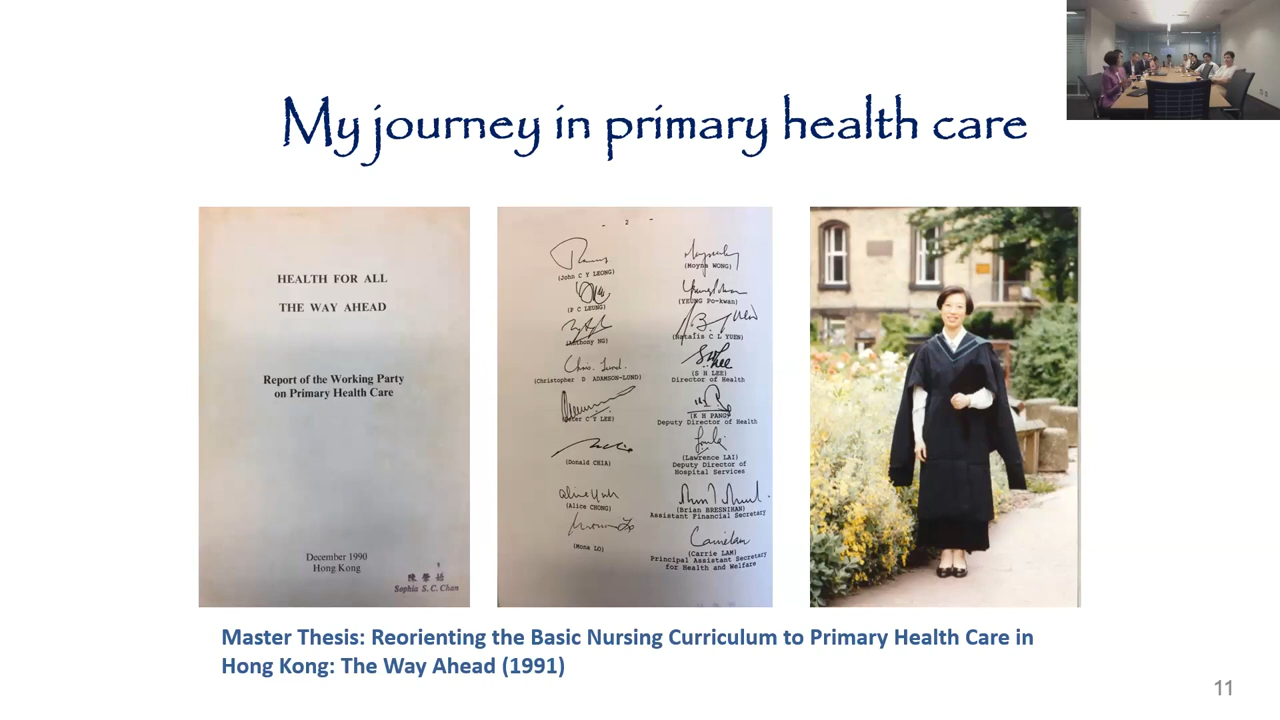 My journey in primary health care
HEALTH FOR ALL
THE WAY AHEAD
Report of the Working Party
on Primary Health Care
December 1990
Hong Kong
陳肇始
Sophia S. C. Chan
- 2 -
(John C Y LEONG)
(P C LEUNG)
(Anthony NG)
(Christopher D ADAMSON-LUND)
(Peter C Y LEE)
(Donald CHIA)
(Alice CHONG)
(Mona LO)
(Moyna WONG)
(YEUNG Po-kwan)
(Natalis C L YUEN)
(S H LEE)
Director of Health
(K H PANG)
Deputy Director of Health
(Lawrence LAI)
Deputy Director of
Hospital Services
(Brian BRESNIHAN)
Assistant Financial Secretary
(Carrie LAM)
Principal Assistant Secretary
for Health and Welfare
Master Thesis: Reorienting the Basic Nursing Curriculum to Primary Health Care in
Hong Kong: The Way Ahead (1991)
11